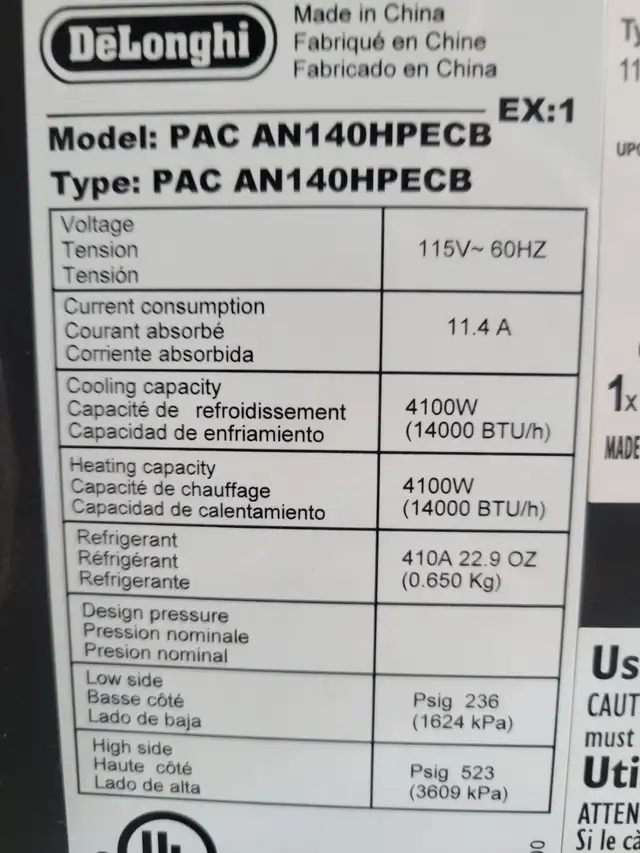 DeLonghi
Made in China
Fabriqué en Chine
Fabricado en China
EX:1
Model: PAC AN140HPECB
Type: PAC AN140HPECB
Voltage
Tension
Tensión
115V~ 60HZ
Current consumption
Courant absorbé
Corriente absorbida
11.4 A
Cooling capacity
Capacité de refroidissement
Capacidad de enfriamiento
4100W
(14000 BTU/h)
Heating capacity
Capacité de chauffage
Capacidad de calentamiento
4100W
(14000 BTU/h)
Refrigerant
Réfrigérant
Refrigerante
410A 22.9 OZ
(0.650 Kg)
Design pressure
Pression nominale
Presion nominal
Low side
Basse côté
Lado de baja
Psig 236
(1624 kPa)
High side
Haute côté
Lado de alta
Psig 523
(3609 kPa)
UL
Ty
11
UPC
1x
MADE
Us
CAUT
must
Uti
ATTEN
Si le cà